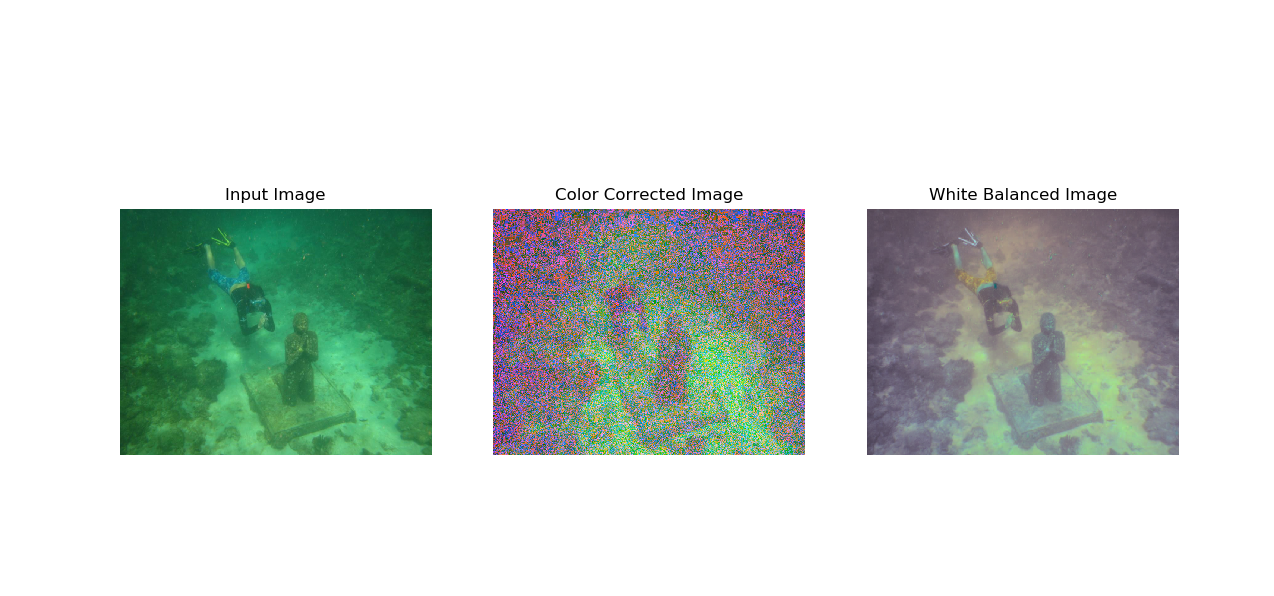 Input Image
Color Corrected Image
White Balanced Image